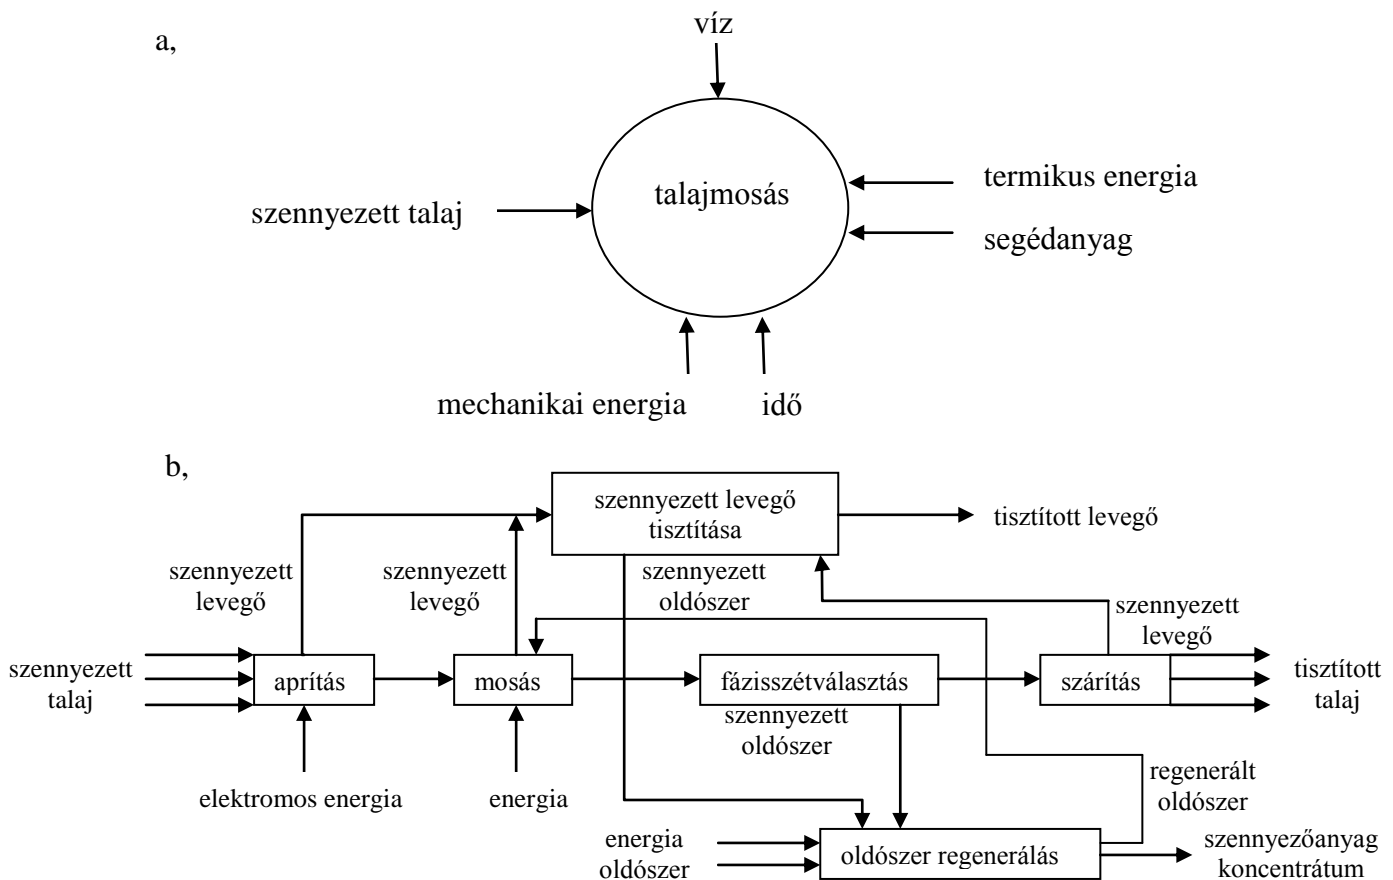 a,
víz
talajmosás
termikus energia
szennyezett talaj
segédanyag
mechanikai energia
idő
b,
szennyezett levegő
tisztítása
tisztított levegő
szennyezett
levegő
szennyezett
levegő
szennyezett
oldószer
szennyezett
levegő
szennyezett
talaj
aprítás
mosás
fázisszétválasztás
szárítás
tisztított
talaj
szennyezett
oldószer
elektromos energia
energia
regenerált
oldószer
energia
oldószer
oldószer regenerálás
szennyezőanyag
koncentrátum